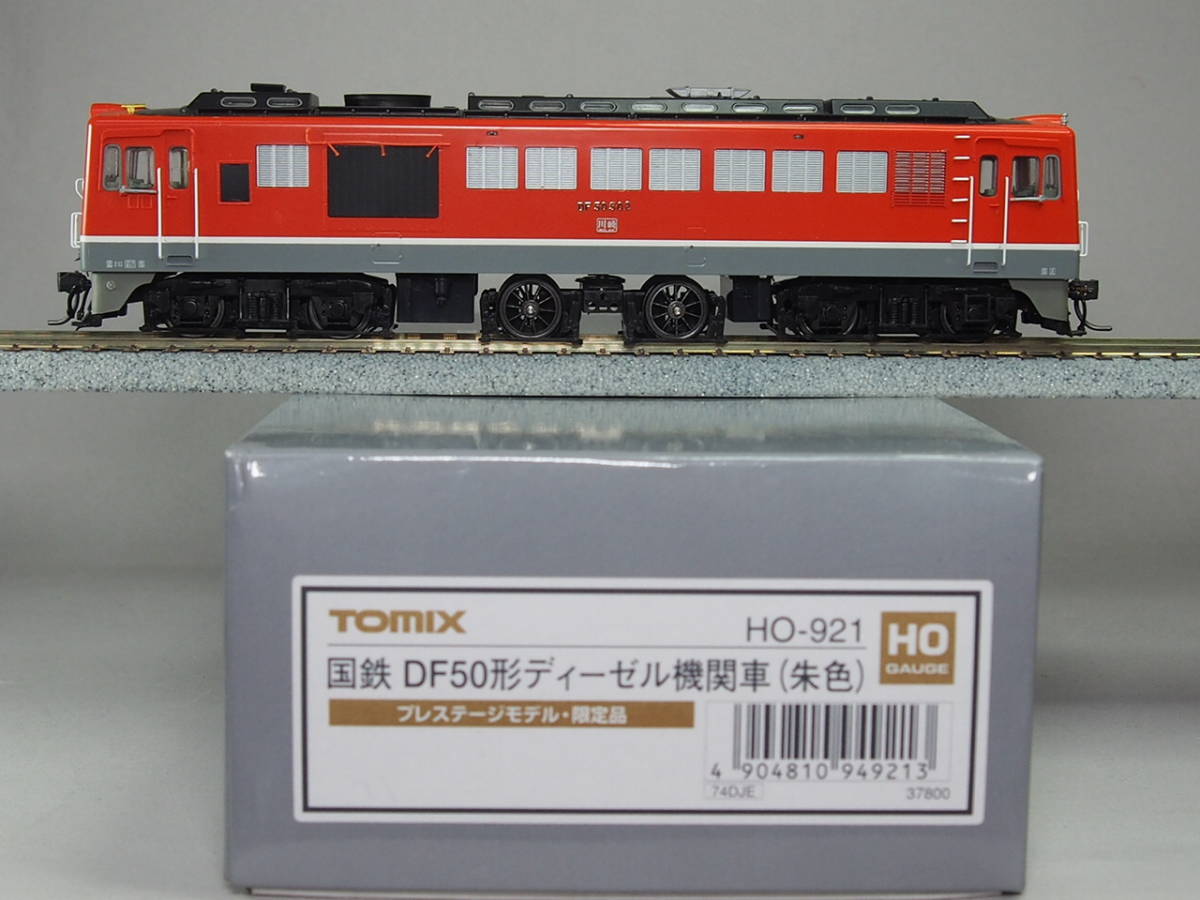 川崎
TOMIX
HO-921
HO
GAUGE
国鉄 DF50形ディーゼル機関車(朱色)
プレステージモデル・限定品
4 904810 949213
74DJE
37800